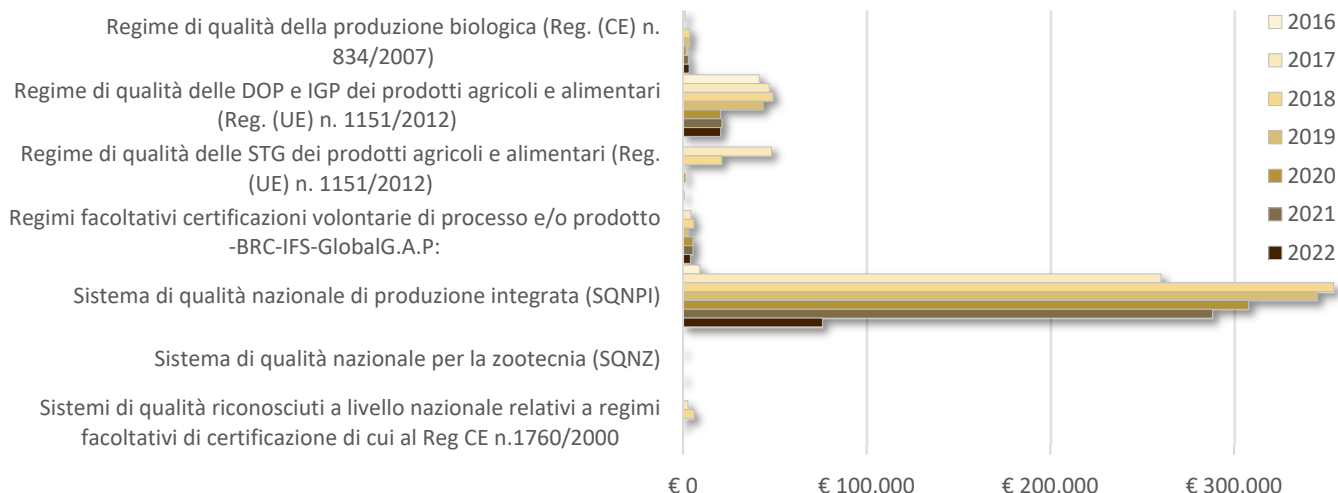 Regime di qualità della produzione biologica (Reg. (CE) n.
834/2007)
Regime di qualità delle DOP e IGP dei prodotti agricoli e alimentari
(Reg. (UE) n. 1151/2012)
Regime di qualità delle STG dei prodotti agricoli e alimentari (Reg.
(UE) n. 1151/2012)
Regimi facoltativi certificazioni volontarie di processo e/o prodotto
-BRC-IFS-GlobalG.A.P:
Sistema di qualità nazionale di produzione integrata (SQNPI)
Sistema di qualità nazionale per la zootecnia (SQNZ)
Sistemi di qualità riconosciuti a livello nazionale relativi a regimi
facoltativi di certificazione di cui al Reg CE n.1760/2000
€ 0
€ 100.000
€ 200.000
€ 300.000
2016
2017
2018
2019
2020
2021
2022